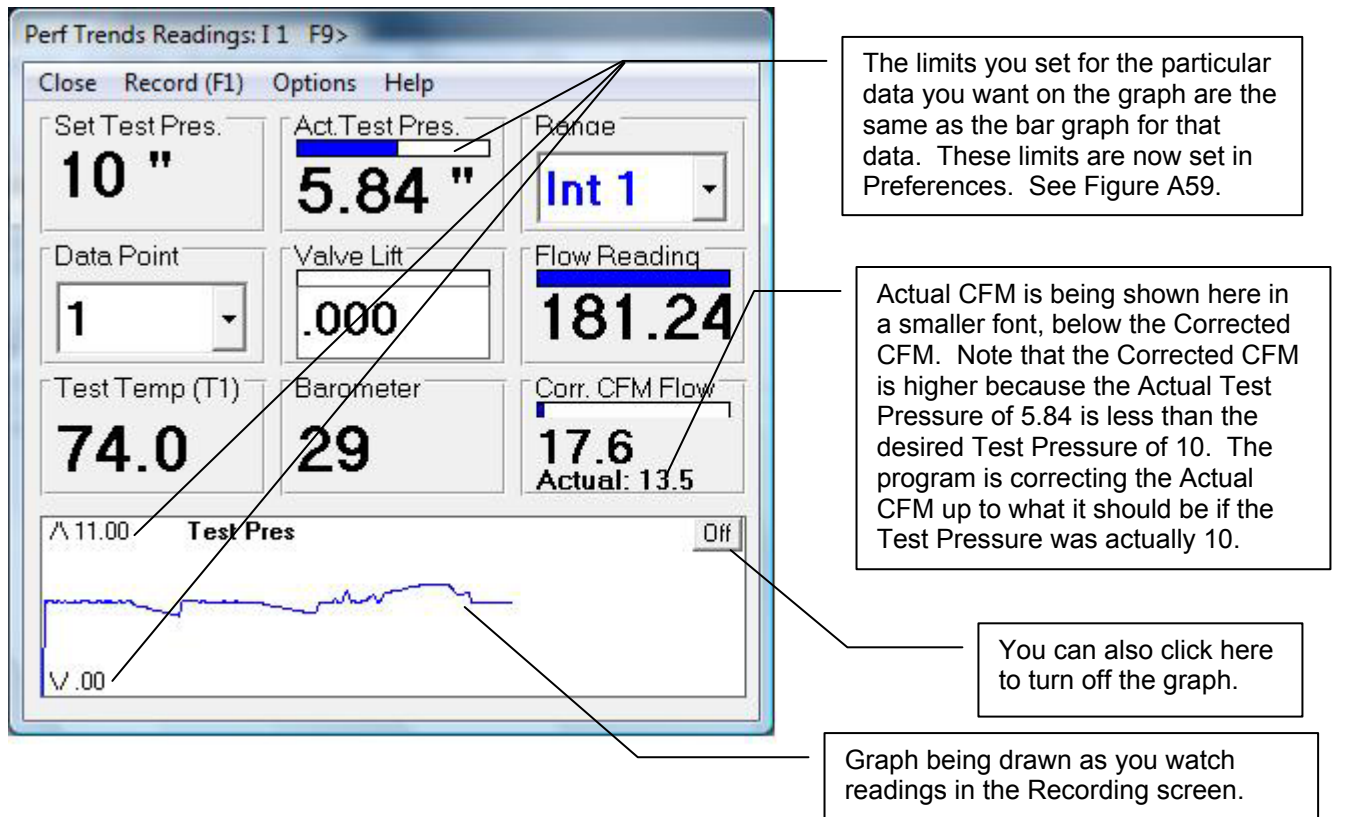 Perf Trends Readings: I 1 F9>
Close Record (F1) Options Help
Set Test Pres.
10 "
Act.Test Pres.
5.84 "
Range
Int 1
Data Point
1
Valve Lift
.000
Flow Reading
181.24
Test Temp (T1)
74.0
Barometer
29
Corr. CFM Flow
17.6
Actual: 13.5
/\ 11.00
Test Pres
Off
\/ .00
The limits you set for the particular
data you want on the graph are the
same as the bar graph for that
data. These limits are now set in
Preferences. See Figure A59.
Actual CFM is being shown here in
a smaller font, below the Corrected
CFM. Note that the Corrected CFM
is higher because the Actual Test
Pressure of 5.84 is less than the
desired Test Pressure of 10. The
program is correcting the Actual
CFM up to what it should be if the
Test Pressure was actually 10.
You can also click here
to turn off the graph.
Graph being drawn as you watch
readings in the Recording screen.